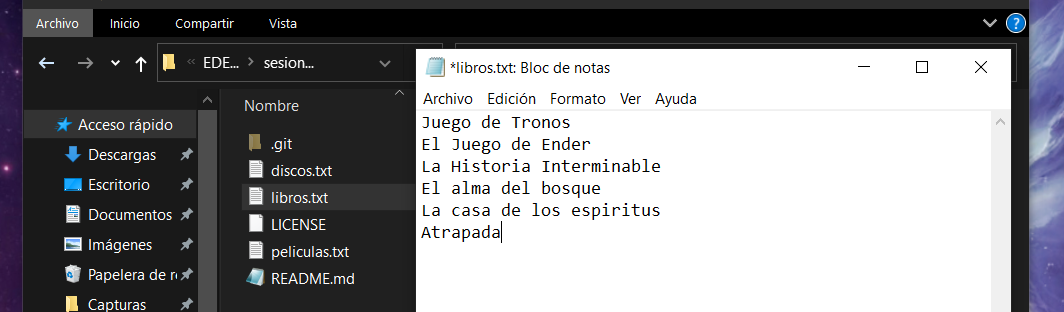 Archivo Inicio Compartir Vista
EDE... sesion...
Nombre
Acceso rápido
Descargas
Escritorio
Documentos
Imágenes
Papelera de re
Capturas
.git
discos.txt
libros.txt
LICENSE
peliculas.txt
README.md
*libros.txt: Bloc de notas
Archivo Edición Formato Ver Ayuda
Juego de Tronos
El Juego de Ender
La Historia Interminable
El alma del bosque
La casa de los espiritus
Atrapada